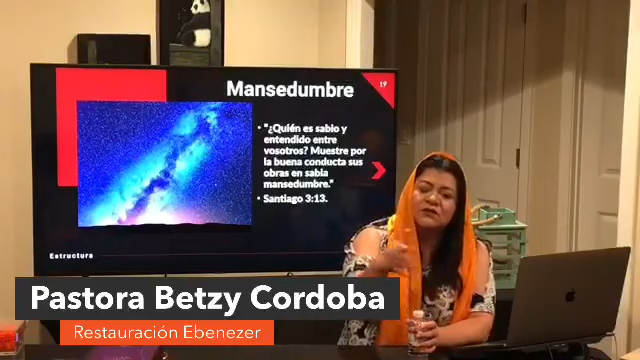 Mansedumbre
19
• "¿Quién es sabio y
entendido entre
vosotros? Muestre por
la buena conducta sus
obras en sabia
mansedumbre."
• Santiago 3:13.
Estructura
Pastora Betzy Cordoba
Restauración Ebenezer